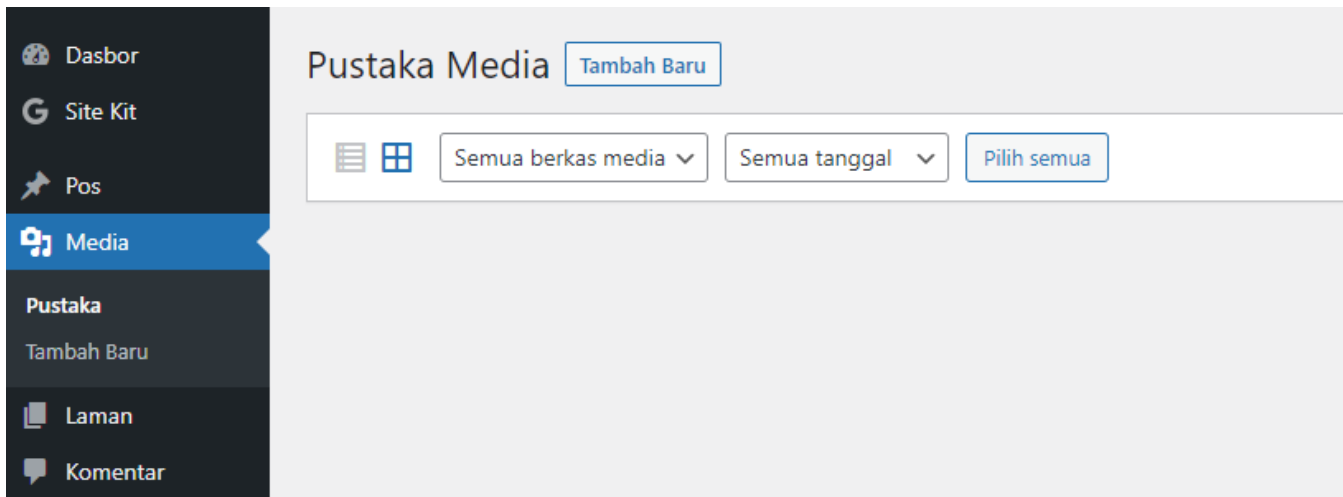 Dasbor
Site Kit
Pos
Media
Pustaka
Tambah Baru
Laman
Komentar
Pustaka Media Tambah Baru
Semua berkas media Semua tanggal Pilih semua